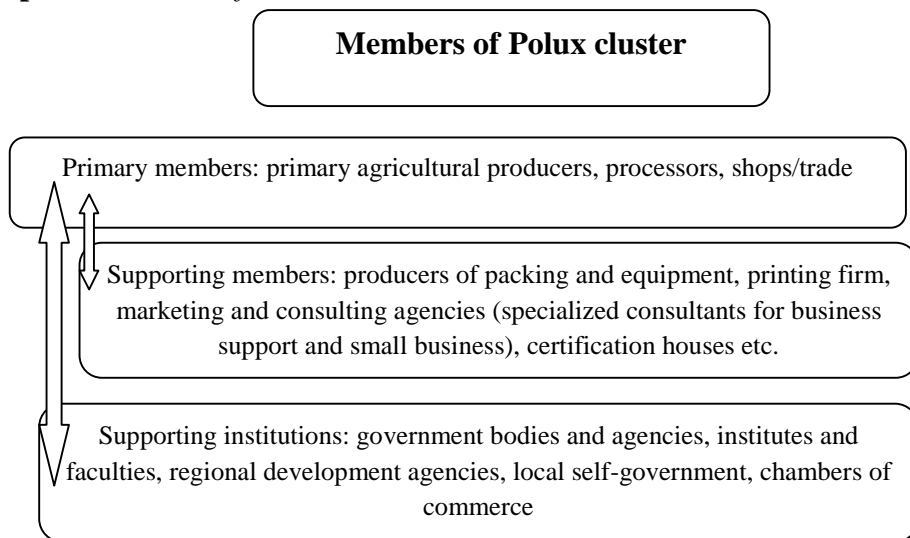 Members of Polux cluster
Primary members: primary agricultural producers, processors, shops/trade
Supporting members: producers of packing and equipment, printing firm,
marketing and consulting agencies (specialized consultants for business
support and small business), certification houses etc.
Supporting institutions: government bodies and agencies, institutes and
faculties, regional development agencies, local self-government, chambers of
commerce